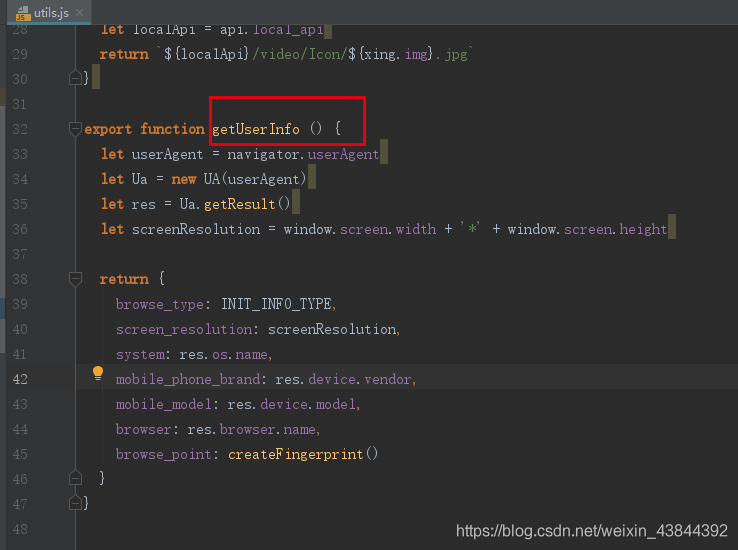 utils.js
28 let localApi = api.local_api
29 return `${localApi}/video/Icon/${xing.img}.jpg`
30 }
31
32 export function getUserInfo () {
33 let userAgent = navigator.userAgent
34 let Ua = new UA(userAgent)
35 let res = Ua.getResult()
36 let screenResolution = window.screen.width + '*' + window.screen.height
37
38 return {
39 browse_type: INIT_INFO_TYPE,
40 screen_resolution: screenResolution,
41 system: res.os.name,
42 mobile_phone_brand: res.device.vendor,
43 mobile_model: res.device.model,
44 browser: res.browser.name,
45 browse_point: createFingerprint()
46 }
47 }
48
https://blog.csdn.net/weixin_43844392